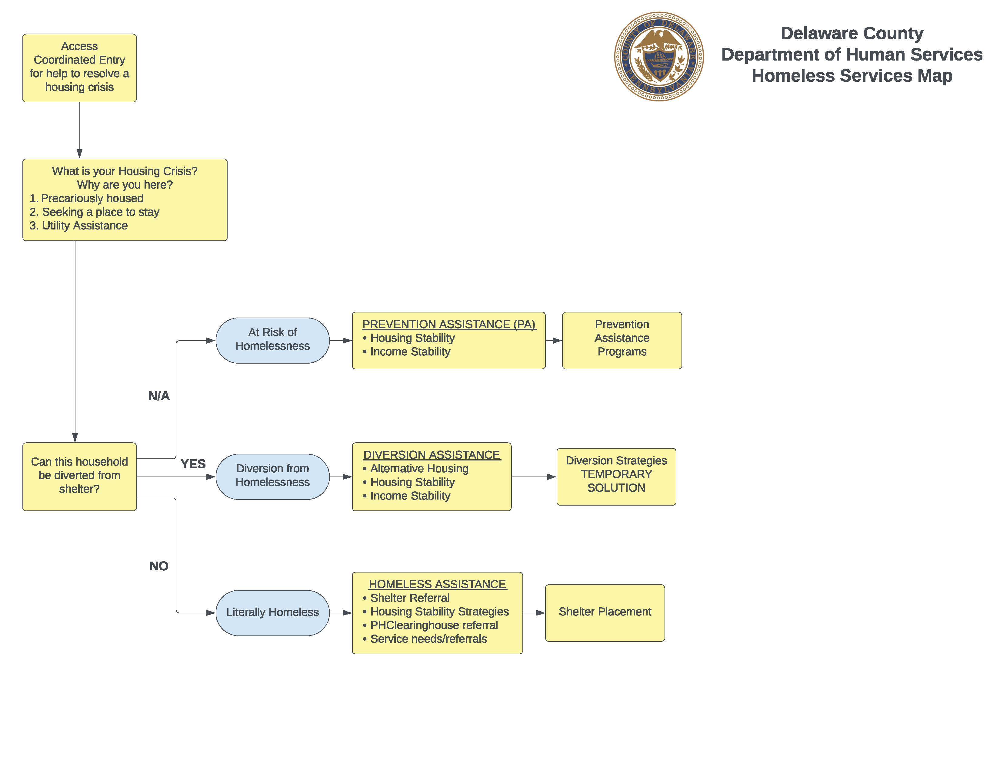 COUNTY OF DELAWARE
PENNSYLVANIA
Delaware County
Department of Human Services
Homeless Services Map
Access
Coordinated Entry
for help to resolve a
housing crisis
What is your Housing Crisis?
Why are you here?
1. Precariously housed
2. Seeking a place to stay
3. Utility Assistance
Can this household
be diverted from
shelter?
N/A
At Risk of
Homelessness
PREVENTION ASSISTANCE (PA)
• Housing Stability
• Income Stability
Prevention
Assistance
Programs
YES
Diversion from
Homelessness
DIVERSION ASSISTANCE
• Alternative Housing
• Housing Stability
• Income Stability
Diversion Strategies
TEMPORARY
SOLUTION
NO
Literally Homeless
HOMELESS ASSISTANCE
• Shelter Referral
• Housing Stability Strategies
• PHClearinghouse referral
• Service needs/referrals
Shelter Placement